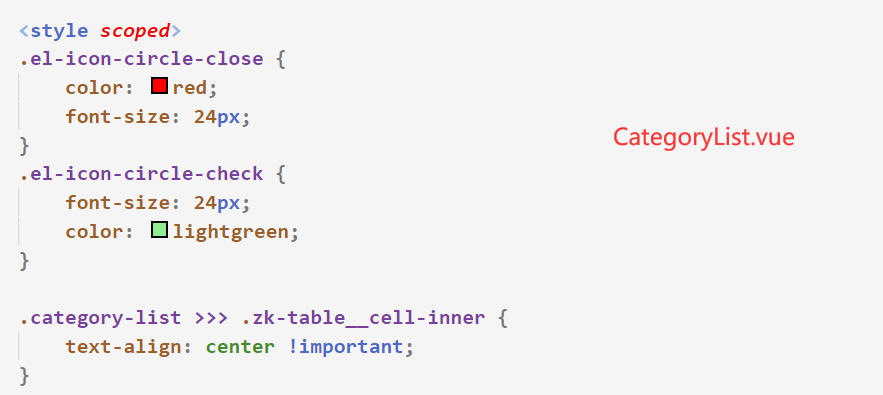 <style scoped>
.el-icon-circle-close {
    color: red;
    font-size: 24px;
}
CategoryList.vue
.el-icon-circle-check {
    font-size: 24px;
    color: lightgreen;
}

.category-list >>> .zk-table__cell-inner {
    text-align: center !important;
}